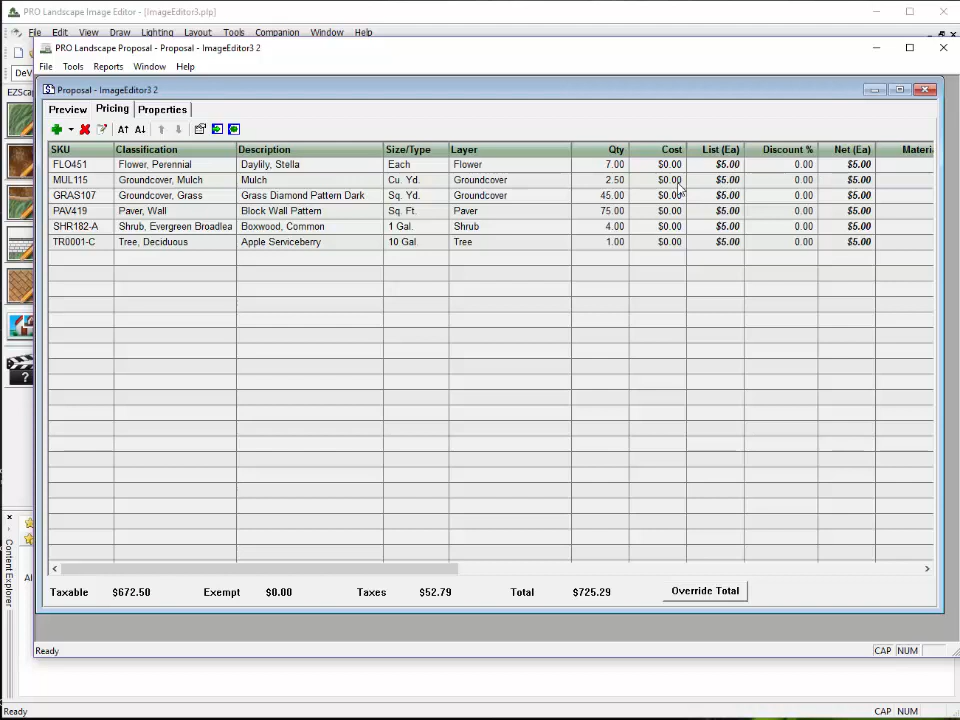 PRO Landscape Image Editor - [ImageEditor3.plp]
File Edit View Draw Lighting Layout Tools Companion Window Help
PRO Landscape Proposal - Proposal - ImageEditor3 2
File Tools Reports Window Help
DeV
EZSca
Proposal - ImageEditor3 2
Preview Pricing Properties
SKU Classification Description Size/Type Layer Qty Cost List (Ea) Discount % Net (Ea) Materi
FLO451 Flower, Perennial Daylily, Stella Each Flower 7.00 $0.00 $5.00 0.00 $5.00
MUL115 Groundcover, Mulch Mulch Cu. Yd. Groundcover 2.50 $0.00 $5.00 0.00 $5.00
GRAS107 Groundcover, Grass Grass Diamond Pattern Dark Sq. Yd. Groundcover 45.00 $0.00 $5.00 0.00 $5.00
PAV419 Paver, Wall Block Wall Pattern Sq. Ft. Paver 75.00 $0.00 $5.00 0.00 $5.00
SHR182-A Shrub, Evergreen Broadlea Boxwood, Common 1 Gal. Shrub 4.00 $0.00 $5.00 0.00 $5.00
TR0001-C Tree, Deciduous Apple Serviceberry 10 Gal Tree 1.00 $0.00 $5.00 0.00 $5.00
Content Explorer
Taxable $672.50 Exempt $0.00 Taxes $52.79 Total $725.29 Override Total
Ready CAP NUM
Ready CAP NUM